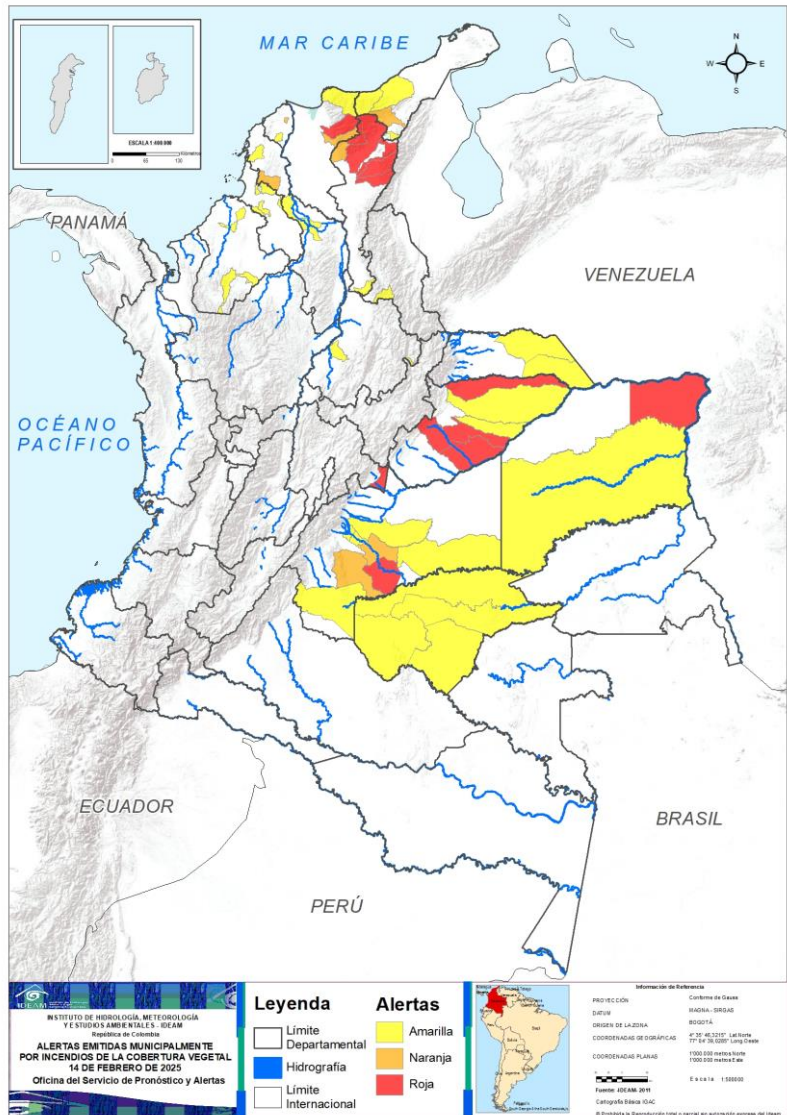 MAR CARIBE
N
W
E
S
ESCALA 1:400.000
PANAMÁ
VENEZUELA
OCÉANO
PACÍFICO
ECUADOR
BRASIL
PERÚ
IDEAM
INSTITUTO DE HIDROLOGÍA, METEOROLOGÍA
Y ESTUDIOS AMBIENTALES - IDEAM
República de Colombia
ALERTAS EMITIDAS MUNICIPALMENTE
POR INCENDIOS DE LA COBERTURA VEGETAL
14 DE FEBRERO DE 2025
Oficina del Servicio de Pronóstico y Alertas
Leyenda
Límite
Departamental
Hidrografía
Límite
Internacional
Alertas
Amarilla
Naranja
Roja
Información de Referencia
PROYECCIÓN Conforme de Gauss
DATUM MAGNA - SIRGAS
ORIGEN DE LA ZONA BOGOTÁ
COORDENADAS GEOGRÁFICAS
COORDENADAS PLANAS 1'000.000 metros Norte
1'000.000 metros Este
Fuente: IDEAM, 2011
Cartografía Básica IGAC